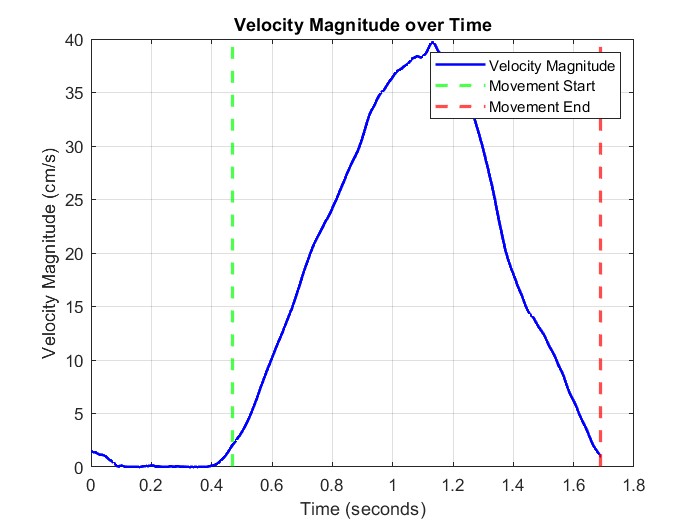 Velocity Magnitude over Time
Velocity Magnitude
Movement Start
Movement End
Velocity Magnitude (cm/s)
40
35
30
25
20
15
10
5
0
0 0.2 0.4 0.6 0.8 1 1.2 1.4 1.6 1.8
Time (seconds)